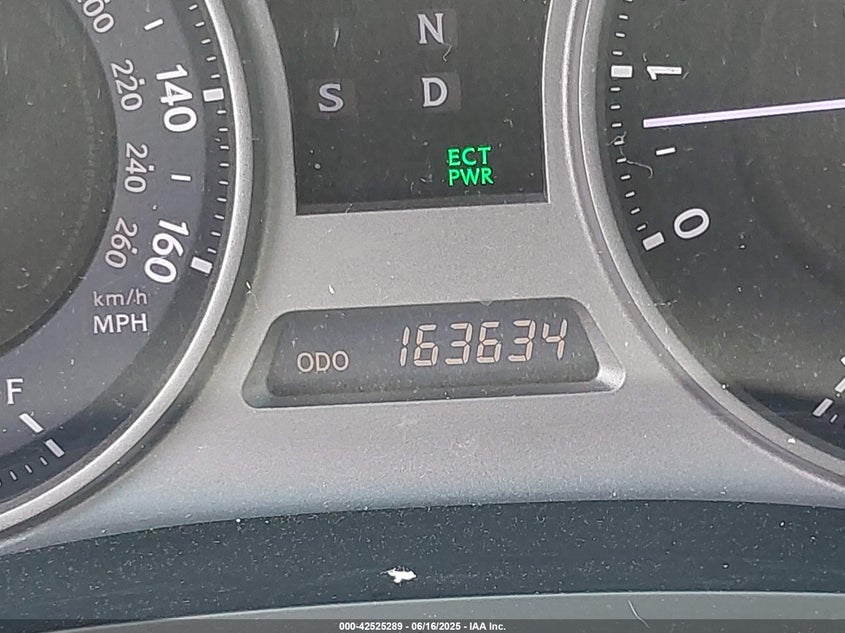 200
220
240
260
140
160
km/h
MPH
F
N
S D
ECT
PWR
1
0
ODO 163634
000-42525289 - 06/16/2025 - IAA Inc.